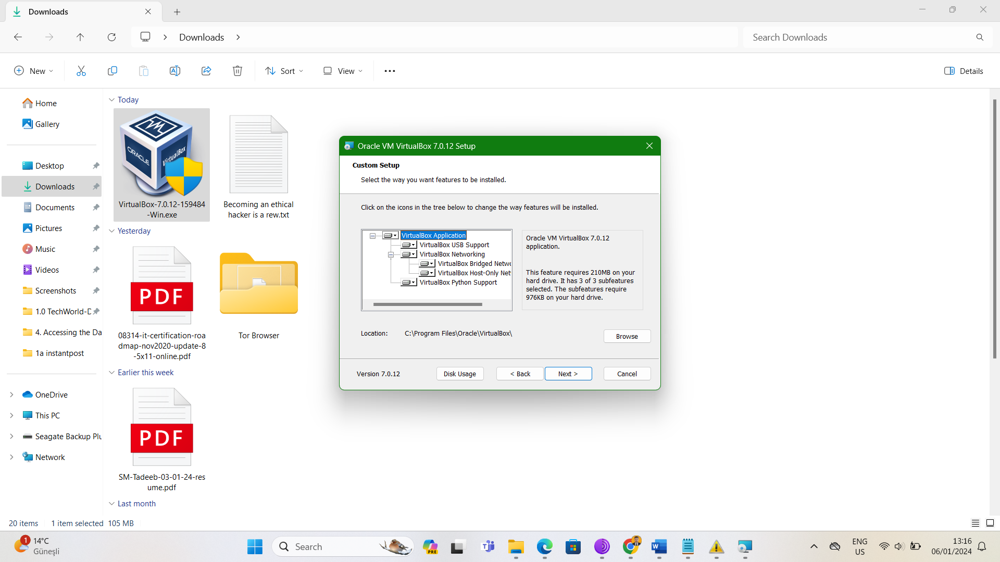 Downloads
Downloads
Search Downloads
New
Sort
View
Details
Home
Gallery
Desktop
Downloads
Documents
Pictures
Music
Videos
Screenshots
1.0 TechWorld-D
4. Accessing the Da
1a instantpost
OneDrive
This PC
Seagate Backup Plu
Network
Today
ORACLE
VirtualBox
VirtualBox-7.0.12-159484
-Win.exe
Becoming an ethical
hacker is a rew.txt
Yesterday
PDF
08314-it-certification-roa
dmap-nov2020-update-8
-5x11-online.pdf
Tor Browser
Earlier this week
PDF
SM-Tadeeb-03-01-24-res
ume.pdf
Last month
Oracle VM VirtualBox 7.0.12 Setup
Custom Setup
Select the way you want features to be installed.
Click on the icons in the tree below to change the way features will be installed.
VirtualBox Application
VirtualBox USB Support
VirtualBox Networking
VirtualBox Bridged Netwo
VirtualBox Host-Only Net
VirtualBox Python Support
Oracle VM VirtualBox 7.0.12
application.
This feature requires 210MB on your
hard drive. It has 3 of 3 subfeatures
selected. The subfeatures require
976KB on your hard drive.
Location: C:\Program Files\Oracle\VirtualBox\
Browse
Version 7.0.12
Disk Usage
< Back
Next >
Cancel
20 items 1 item selected 105 MB
1
14°C
Güneşli
Search
PRE
ENG
US
13:16
06/01/2024